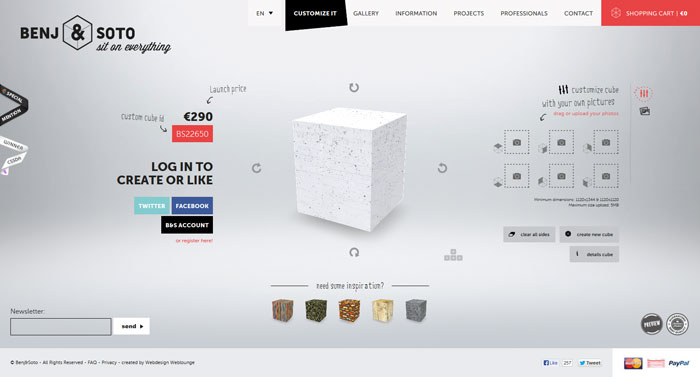 BENJ & SOTO
sit on everything
EN
CUSTOMIZE IT
GALLERY
INFORMATION
PROJECTS
PROFESSIONALS
CONTACT
SHOPPING CART | €0
SPECIAL
MENTION
WINNER
CSSDA
Launch price
Custom cube id
€290
BS22650
LOG IN TO
CREATE OR LIKE
TWITTER
FACEBOOK
B&S ACCOUNT
or register here!
customize cube
with your own pictures
drag or upload your photos
Minimum dimensions: 1120x1344 & 1120x1120
Maximum size upload: 5MB
clear all sides
create new cube
details cube
need some inspiration?
Newsletter:
send
PREVIEW
© Benj&Soto - All Rights Reserved - FAQ - Privacy - created by Webdesign Weblounge
Like
257
Tweet
PayPal